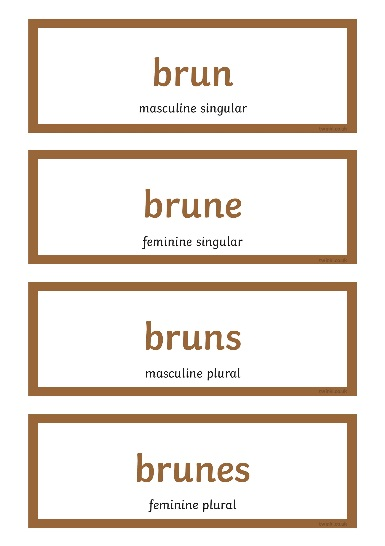 brun
masculine singular
brune
feminine singular
bruns
masculine plural
brunes
feminine plural